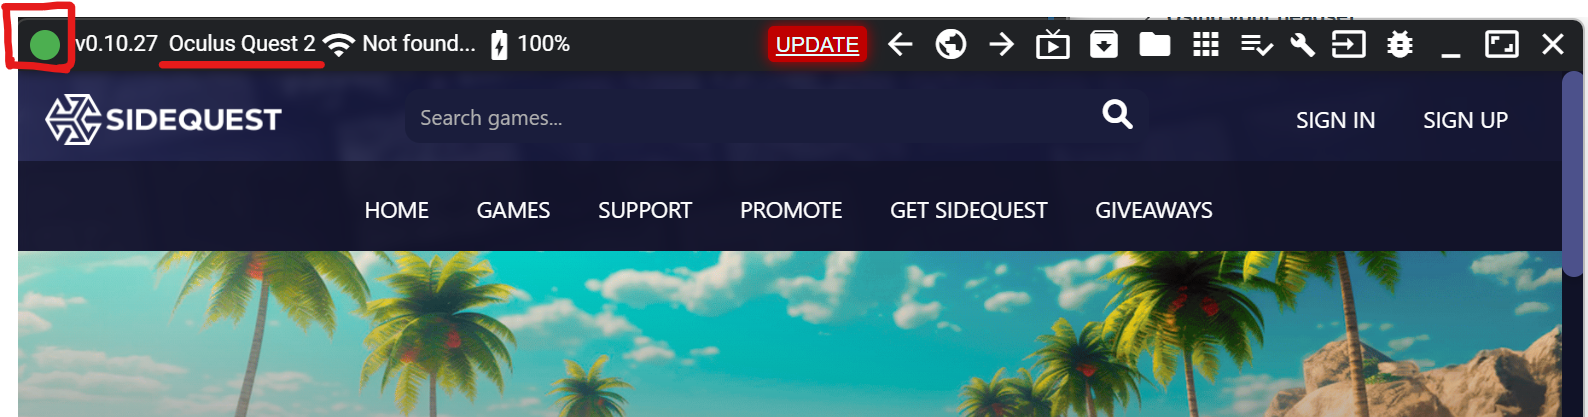 v0.10.27 Oculus Quest 2 Not found... 100% UPDATE
SIDEQUEST Search games... SIGN IN SIGN UP
HOME GAMES SUPPORT PROMOTE GET SIDEQUEST GIVEAWAYS